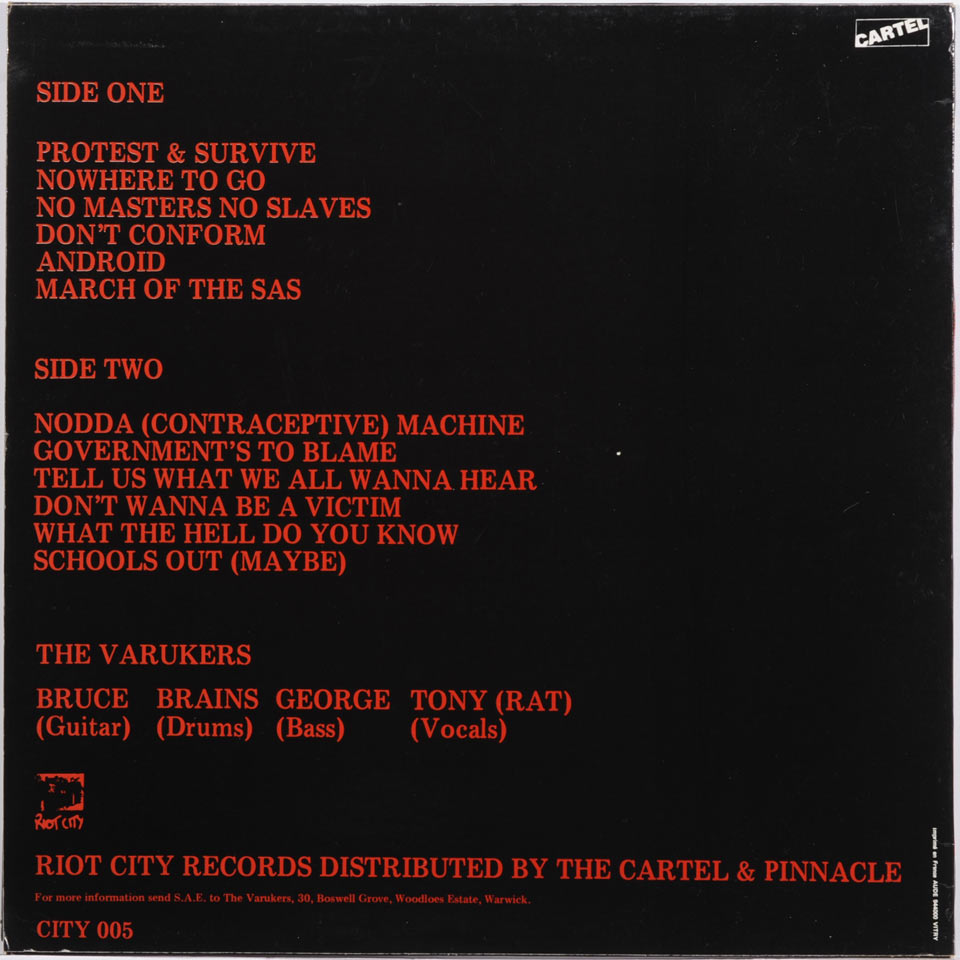 CARTEL
SIDE ONE
PROTEST & SURVIVE
NOWHERE TO GO
NO MASTERS NO SLAVES
DON'T CONFORM
ANDROID
MARCH OF THE SAS
SIDE TWO
NODDA (CONTRACEPTIVE) MACHINE
GOVERNMENT'S TO BLAME
TELL US WHAT WE ALL WANNA HEAR
DON'T WANNA BE A VICTIM
WHAT THE HELL DO YOU KNOW
SCHOOLS OUT (MAYBE)
THE VARUKERS
BRUCE BRAINS GEORGE TONY (RAT)
(Guitar) (Drums) (Bass) (Vocals)
RIOT CITY
RIOT CITY RECORDS DISTRIBUTED BY THE CARTEL & PINNACLE
For more information send S.A.E. to The Varukers, 30, Boswell Grove, Woodloes Estate, Warwick.
CITY 005
imprimé en France AUDE 944000 VITRY